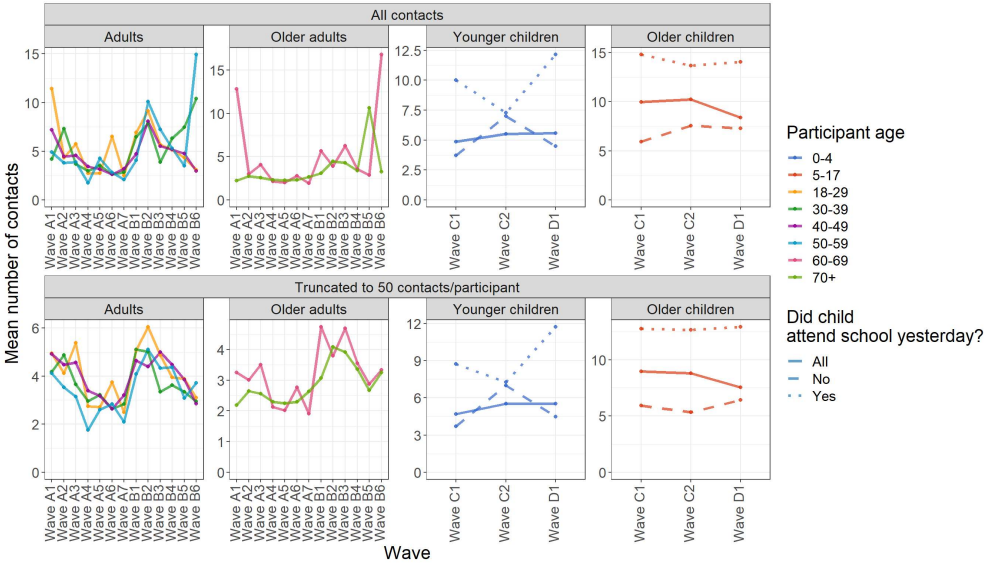 All contacts
Adults
Older adults
Younger children
Older children
15
10
5
0
15
10
5
0
12.5
10.0
7.5
5.0
2.5
0.0
15
10
5
0
Wave A1
Wave A2
Wave A3
Wave A4
Wave A5
Wave A6
Wave A7
Wave B1
Wave B2
Wave B3
Wave B4
Wave B5
Wave B6
Wave A1
Wave A2
Wave A3
Wave A4
Wave A5
Wave A6
Wave A7
Wave B1
Wave B2
Wave B3
Wave B4
Wave B5
Wave B6
Wave C1
Wave C2
Wave D1
Wave C1
Wave C2
Wave D1
Mean number of contacts
Truncated to 50 contacts/participant
Adults
Older adults
Younger children
Older children
6
4
2
0
4
3
2
1
0
12
9
6
3
0
10
5
0
Wave A1
Wave A2
Wave A3
Wave A4
Wave A5
Wave A6
Wave A7
Wave B1
Wave B2
Wave B3
Wave B4
Wave B5
Wave B6
Wave A1
Wave A2
Wave A3
Wave A4
Wave A5
Wave A6
Wave A7
Wave B1
Wave B2
Wave B3
Wave B4
Wave B5
Wave B6
Wave C1
Wave C2
Wave D1
Wave C1
Wave C2
Wave D1
Wave
Participant age
0-4
5-17
18-29
30-39
40-49
50-59
60-69
70+
Did child
attend school yesterday?
All
No
Yes